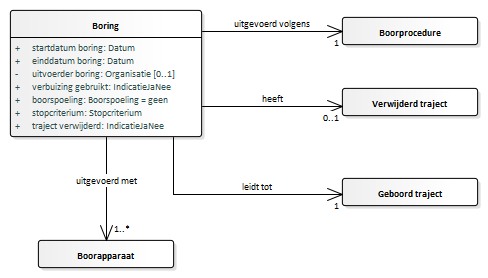 Boring
+ startdatum boring: Datum
+ einddatum boring: Datum
- uitvoerder boring: Organisatie [0..1]
+ verbuizing gebruikt: IndicatieJaNee
+ boorspoeling: Boorspoeling = geen
+ stopcriterium: Stopcriterium
+ traject verwijderd: IndicatieJaNee
uitgevoerd volgens
1
Boorprocedure
heeft
0..1
Verwijderd traject
leidt tot
1
Geboord traject
uitgevoerd met
1..*
Boorapparaat